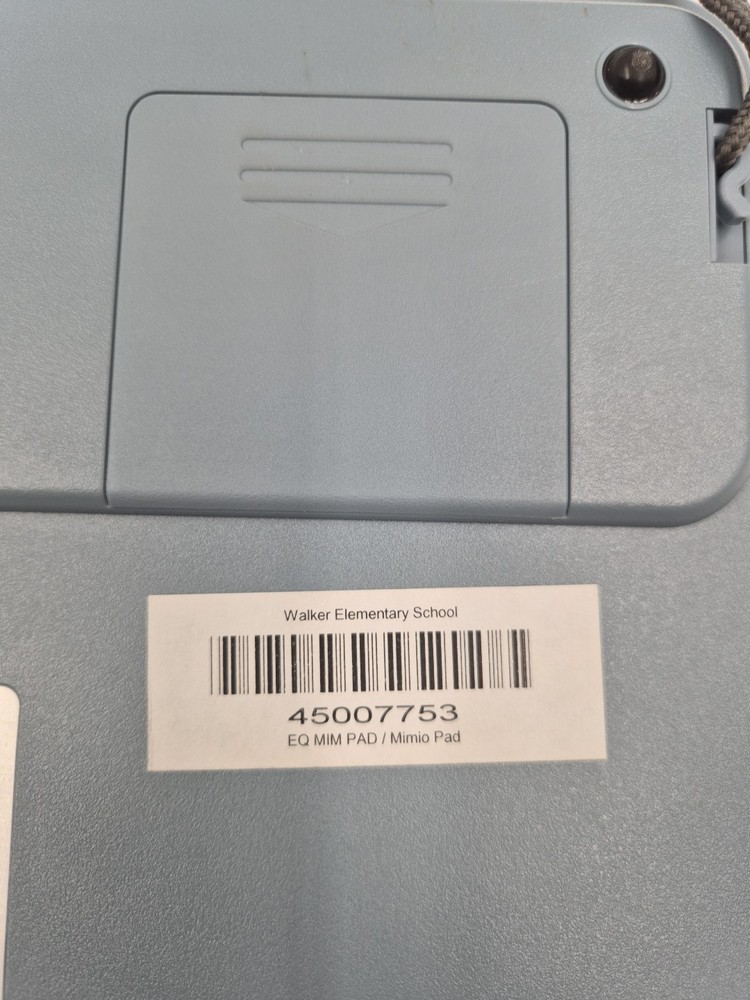 Walker Elementary School
45007753
EQ MIM PAD / Mimio Pad